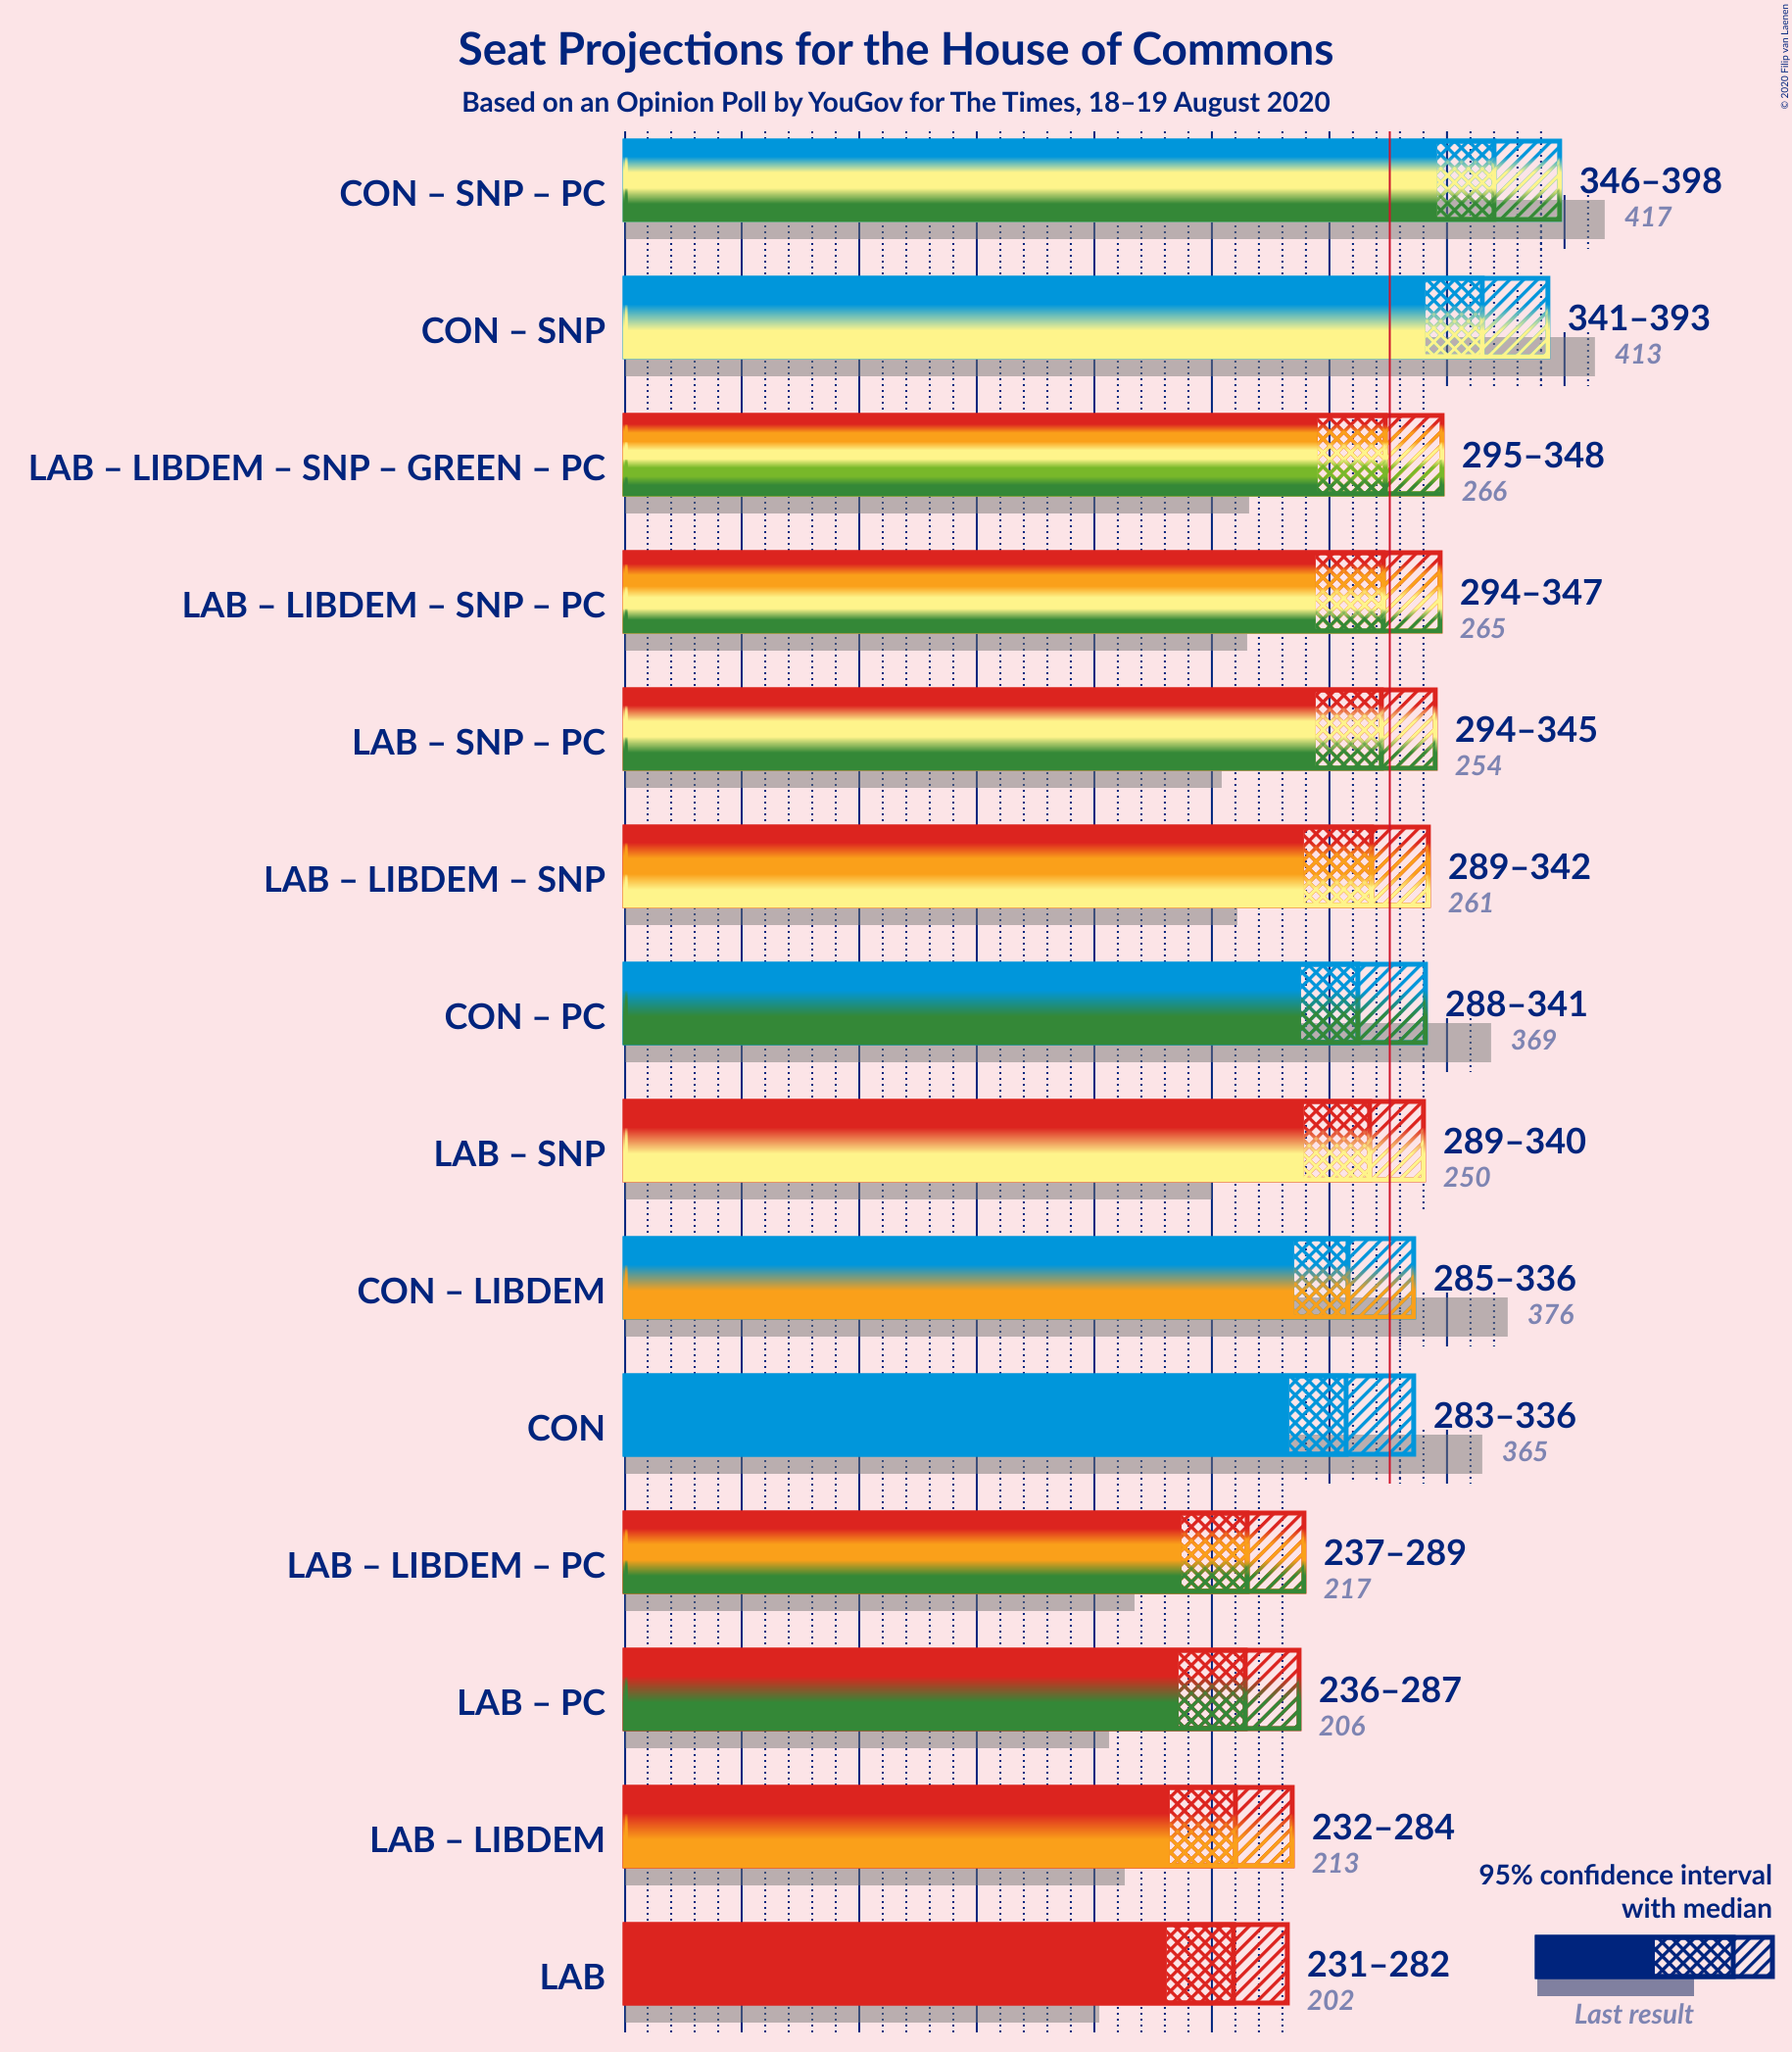 Seat Projections for the House of Commons
Based on an Opinion Poll by YouGov for The Times, 18–19 August 2020
© 2020 Filip van Laenen
CON – SNP – PC
346–398
417
CON – SNP
341–393
413
LAB – LIBDEM – SNP – GREEN – PC
295–348
266
LAB – LIBDEM – SNP – PC
294–347
265
LAB – SNP – PC
294–345
254
LAB – LIBDEM – SNP
289–342
261
CON – PC
288–341
369
LAB – SNP
289–340
250
CON – LIBDEM
285–336
376
CON
283–336
365
LAB – LIBDEM – PC
237–289
217
LAB – PC
236–287
206
LAB – LIBDEM
232–284
213
LAB
231–282
202
95% confidence interval
with median
Last result